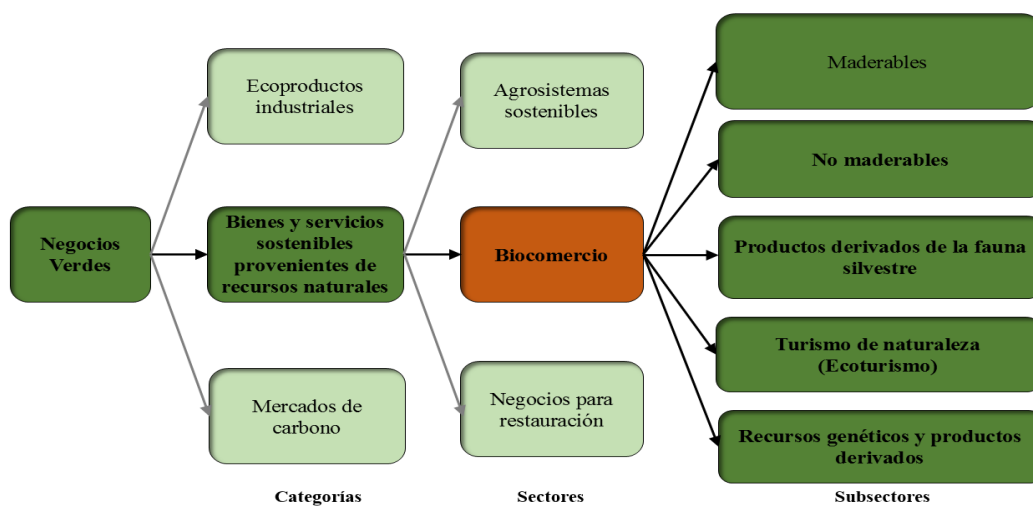 Negocios
Verdes
Ecoproductos
industriales
Bienes y servicios
sostenibles
provenientes de
recursos naturales
Mercados de
carbono
Categorías
Agrosistemas
sostenibles
Biocomercio
Negocios para
restauración
Sectores
Maderables
No maderables
Productos derivados de la fauna
silvestre
Turismo de naturaleza
(Ecoturismo)
Recursos genéticos y productos
derivados
Subsectores